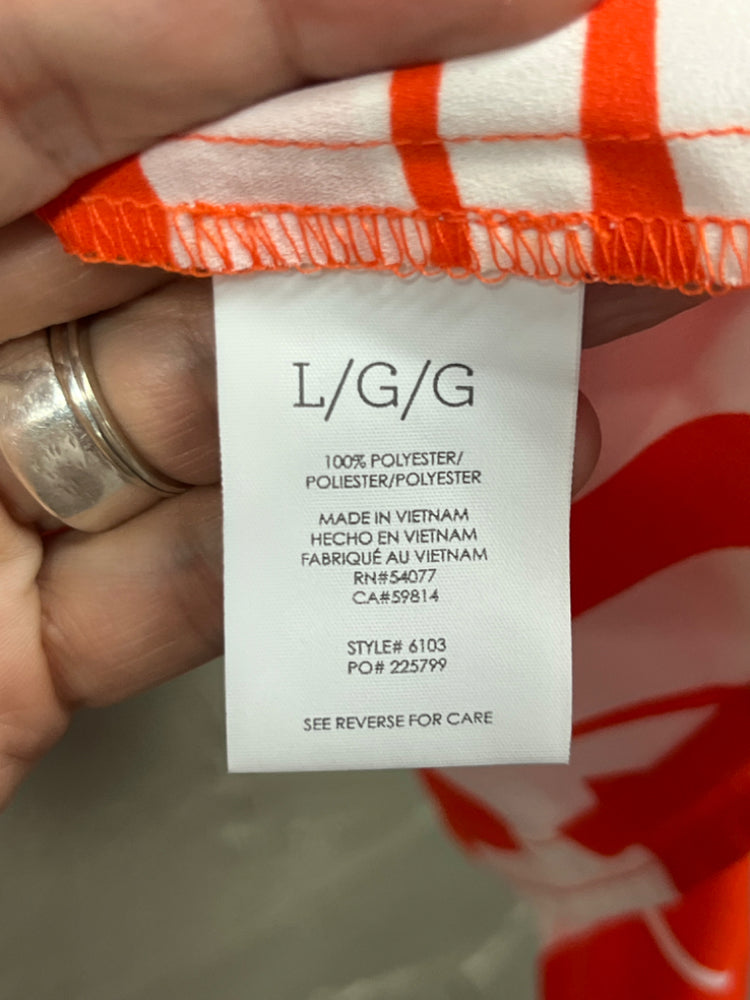 L/G/G
100% POLYESTER/
POLIESTER/POLYESTER
MADE IN VIETNAM
HECHO EN VIETNAM
FABRIQUÉ AU VIETNAM
RN#54077
CA#59814
STYLE# 6103
PO# 225799
SEE REVERSE FOR CARE